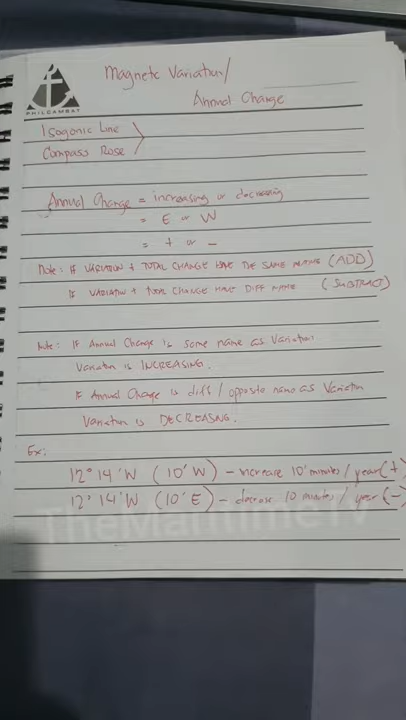 Magnetic Variation/
Annual Change
PHILCAMSAT
Isogonic Line
Compass Rose
Annual Change = increasing or decreasing
= E or W
= + or -
Note: IF VARIATION & TOTAL CHANGE HAVE THE SAME NAMES (ADD)
IF VARIATION & TOTAL CHANGE HAVE DIFF NAME (SUBTRACT)
Note: If Annual Change is same name as Variation
Variation is INCREASING.
If Annual Change is diff / opposite name as Variation
Variation is DECREASING.
Ex:
12° 14' W (10' W) - increase 10' minutes / year (+)
12° 14' W (10' E) - decrease 10 minutes / year (-)
TheMaritimeTV